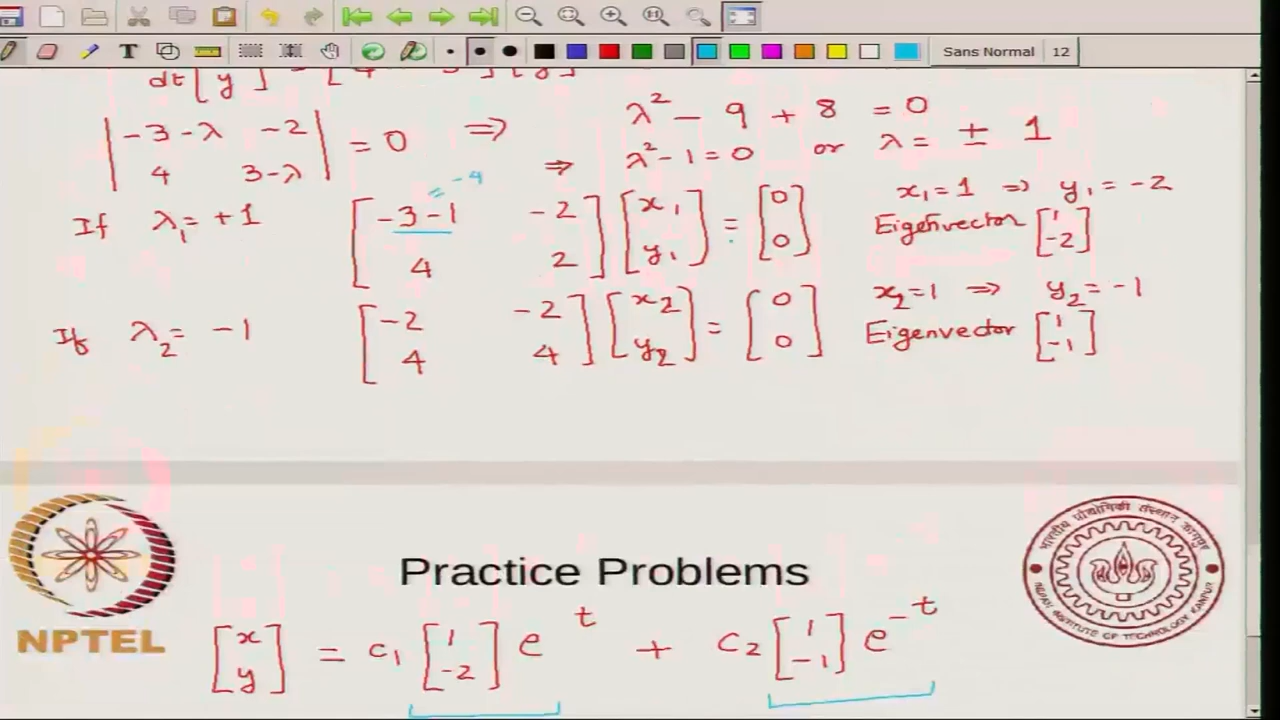 T
Sans Normal 12
dt [ y ] = [ 4 3 ] [ y ]
| -3-λ -2 | = 0 ⇒ λ² - 9 + 8 = 0
| 4 3-λ | ⇒ λ² - 1 = 0 or λ = ± 1
= -4
If λ₁ = +1 [ -3-1 -2 ] [ x₁ ] = [ 0 ] x₁ = 1 ⇒ y₁ = -2
[ 4 2 ] [ y₁ ] [ 0 ] Eigenvector [ 1 -2 ]
If λ₂ = -1 [ -2 -2 ] [ x₂ ] = [ 0 ] x₂ = 1 ⇒ y₂ = -1
[ 4 4 ] [ y₂ ] [ 0 ] Eigenvector [ 1 -1 ]
Practice Problems
NPTEL
[ x y ] = c₁ [ 1 -2 ] e^t + c₂ [ 1 -1 ] e^-t